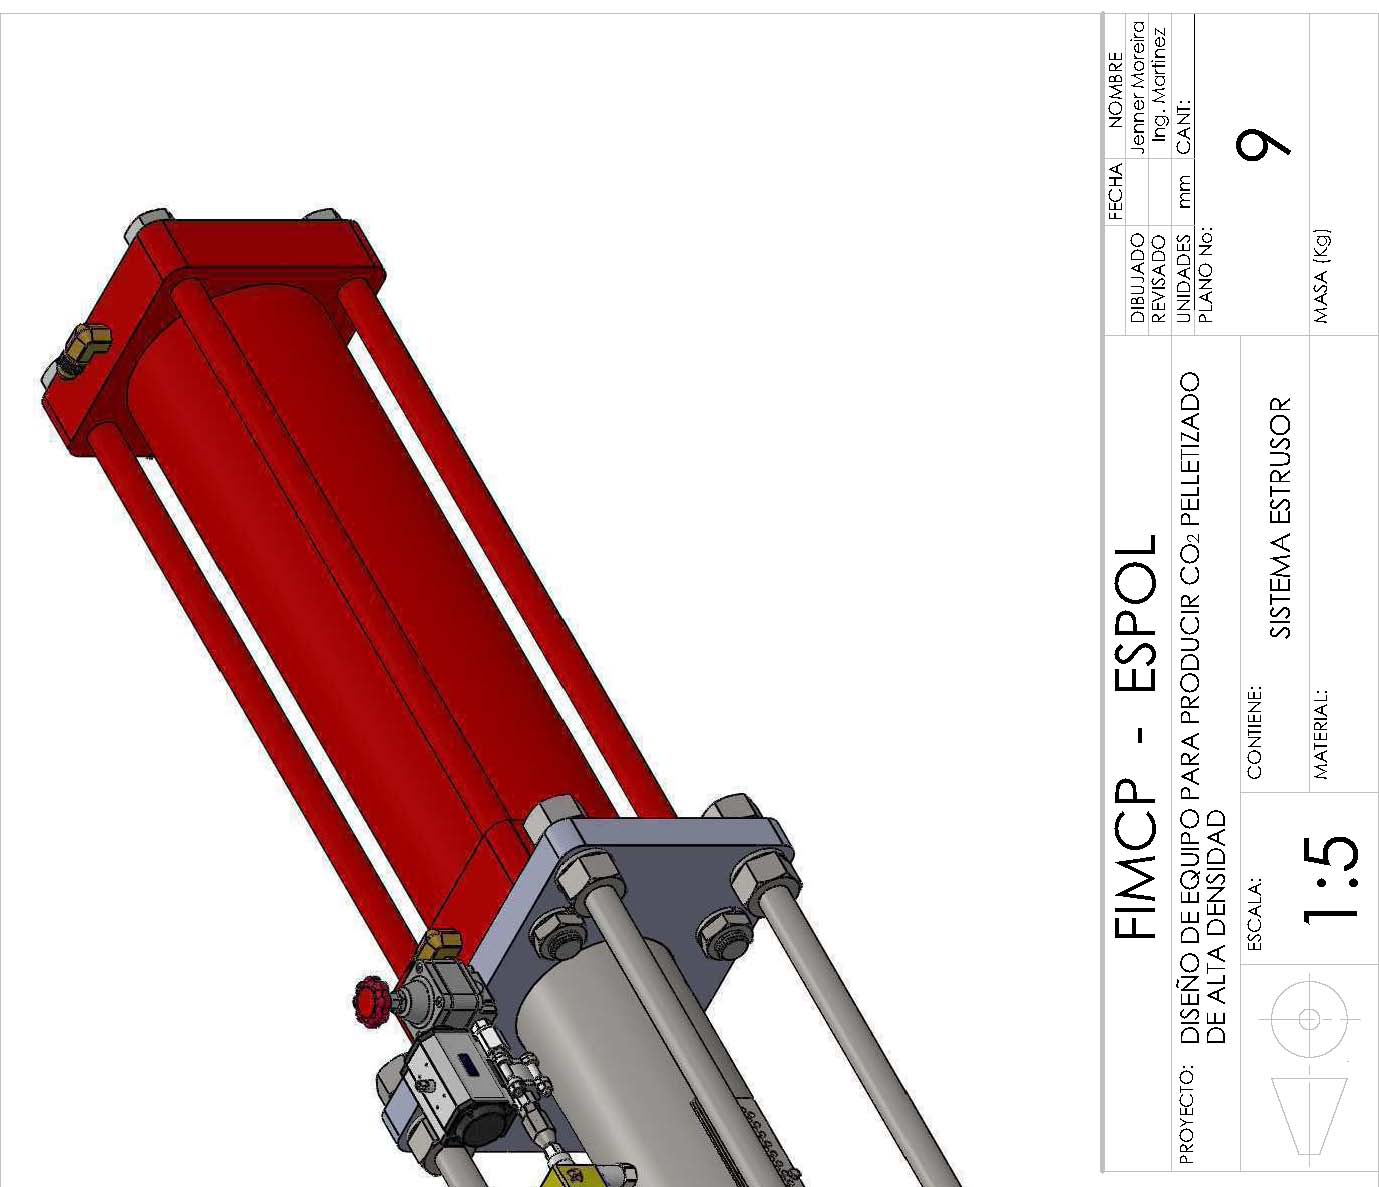 FECHA NOMBRE
DIBUJADO Jenner Moreira
REVISADO Ing. Martinez
UNIDADES mm CANT:
PLANO No:
9
MASA (Kg)
FIMCP - ESPOL
PROYECTO: DISEÑO DE EQUIPO PARA PRODUCIR CO2 PELLETIZADO
DE ALTA DENSIDAD
CONTIENE:
SISTEMA ESTRUSOR
MATERIAL:
ESCALA:
1:5